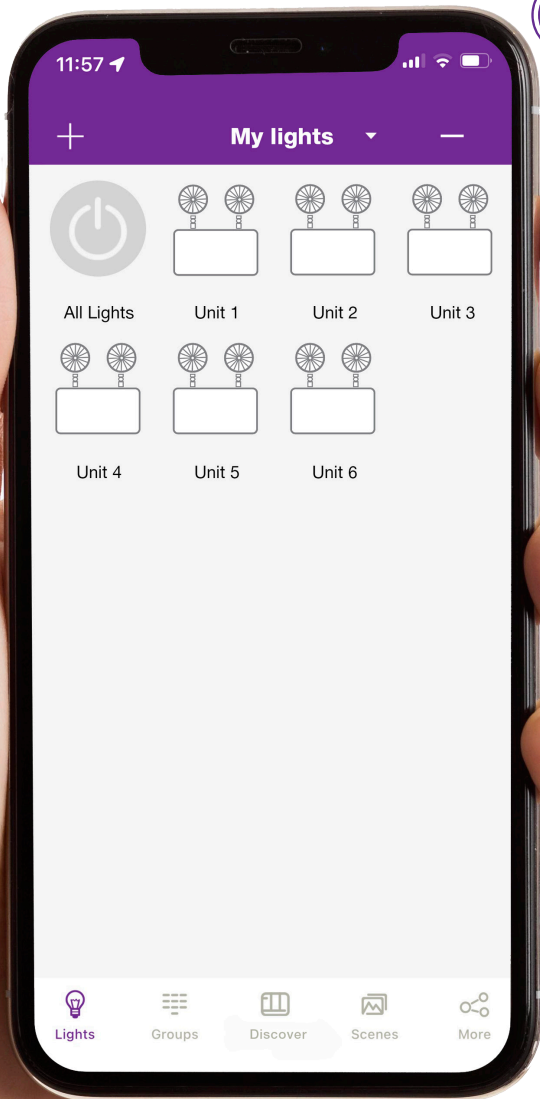 11:57
My lights
All Lights Unit 1 Unit 2 Unit 3
Unit 4 Unit 5 Unit 6
Lights Groups Discover Scenes More